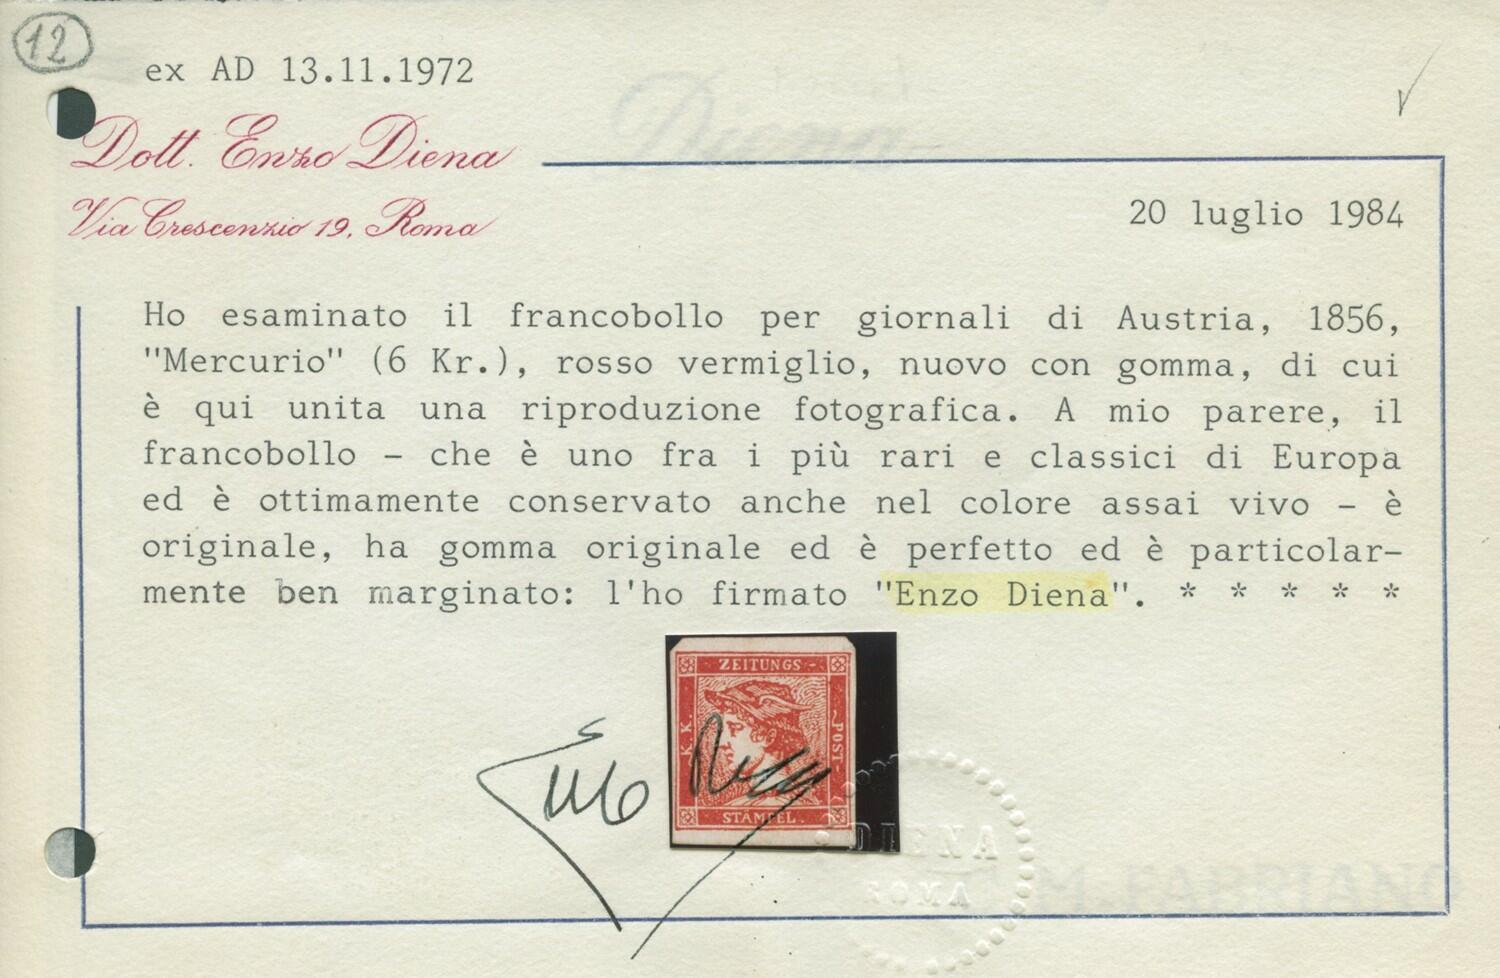 12
ex AD 13.11.1972
Dott. Enzo Diena
Via Crescenzio 19, Roma
20 luglio 1984
Ho esaminato il francobollo per giornali di Austria, 1856,
"Mercurio" (6 Kr.), rosso vermiglio, nuovo con gomma, di cui
è qui unita una riproduzione fotografica. A mio parere, il
francobollo - che è uno fra i più rari e classici di Europa
ed è ottimamente conservato anche nel colore assai vivo - è
originale, ha gomma originale ed è perfetto ed è particolar-
mente ben marginato: l'ho firmato "Enzo Diena". * * * * *
ZEITUNGS-
K.K.
POST-
STÄMPEL.
DIENA
ROMA
M. FABRIANO